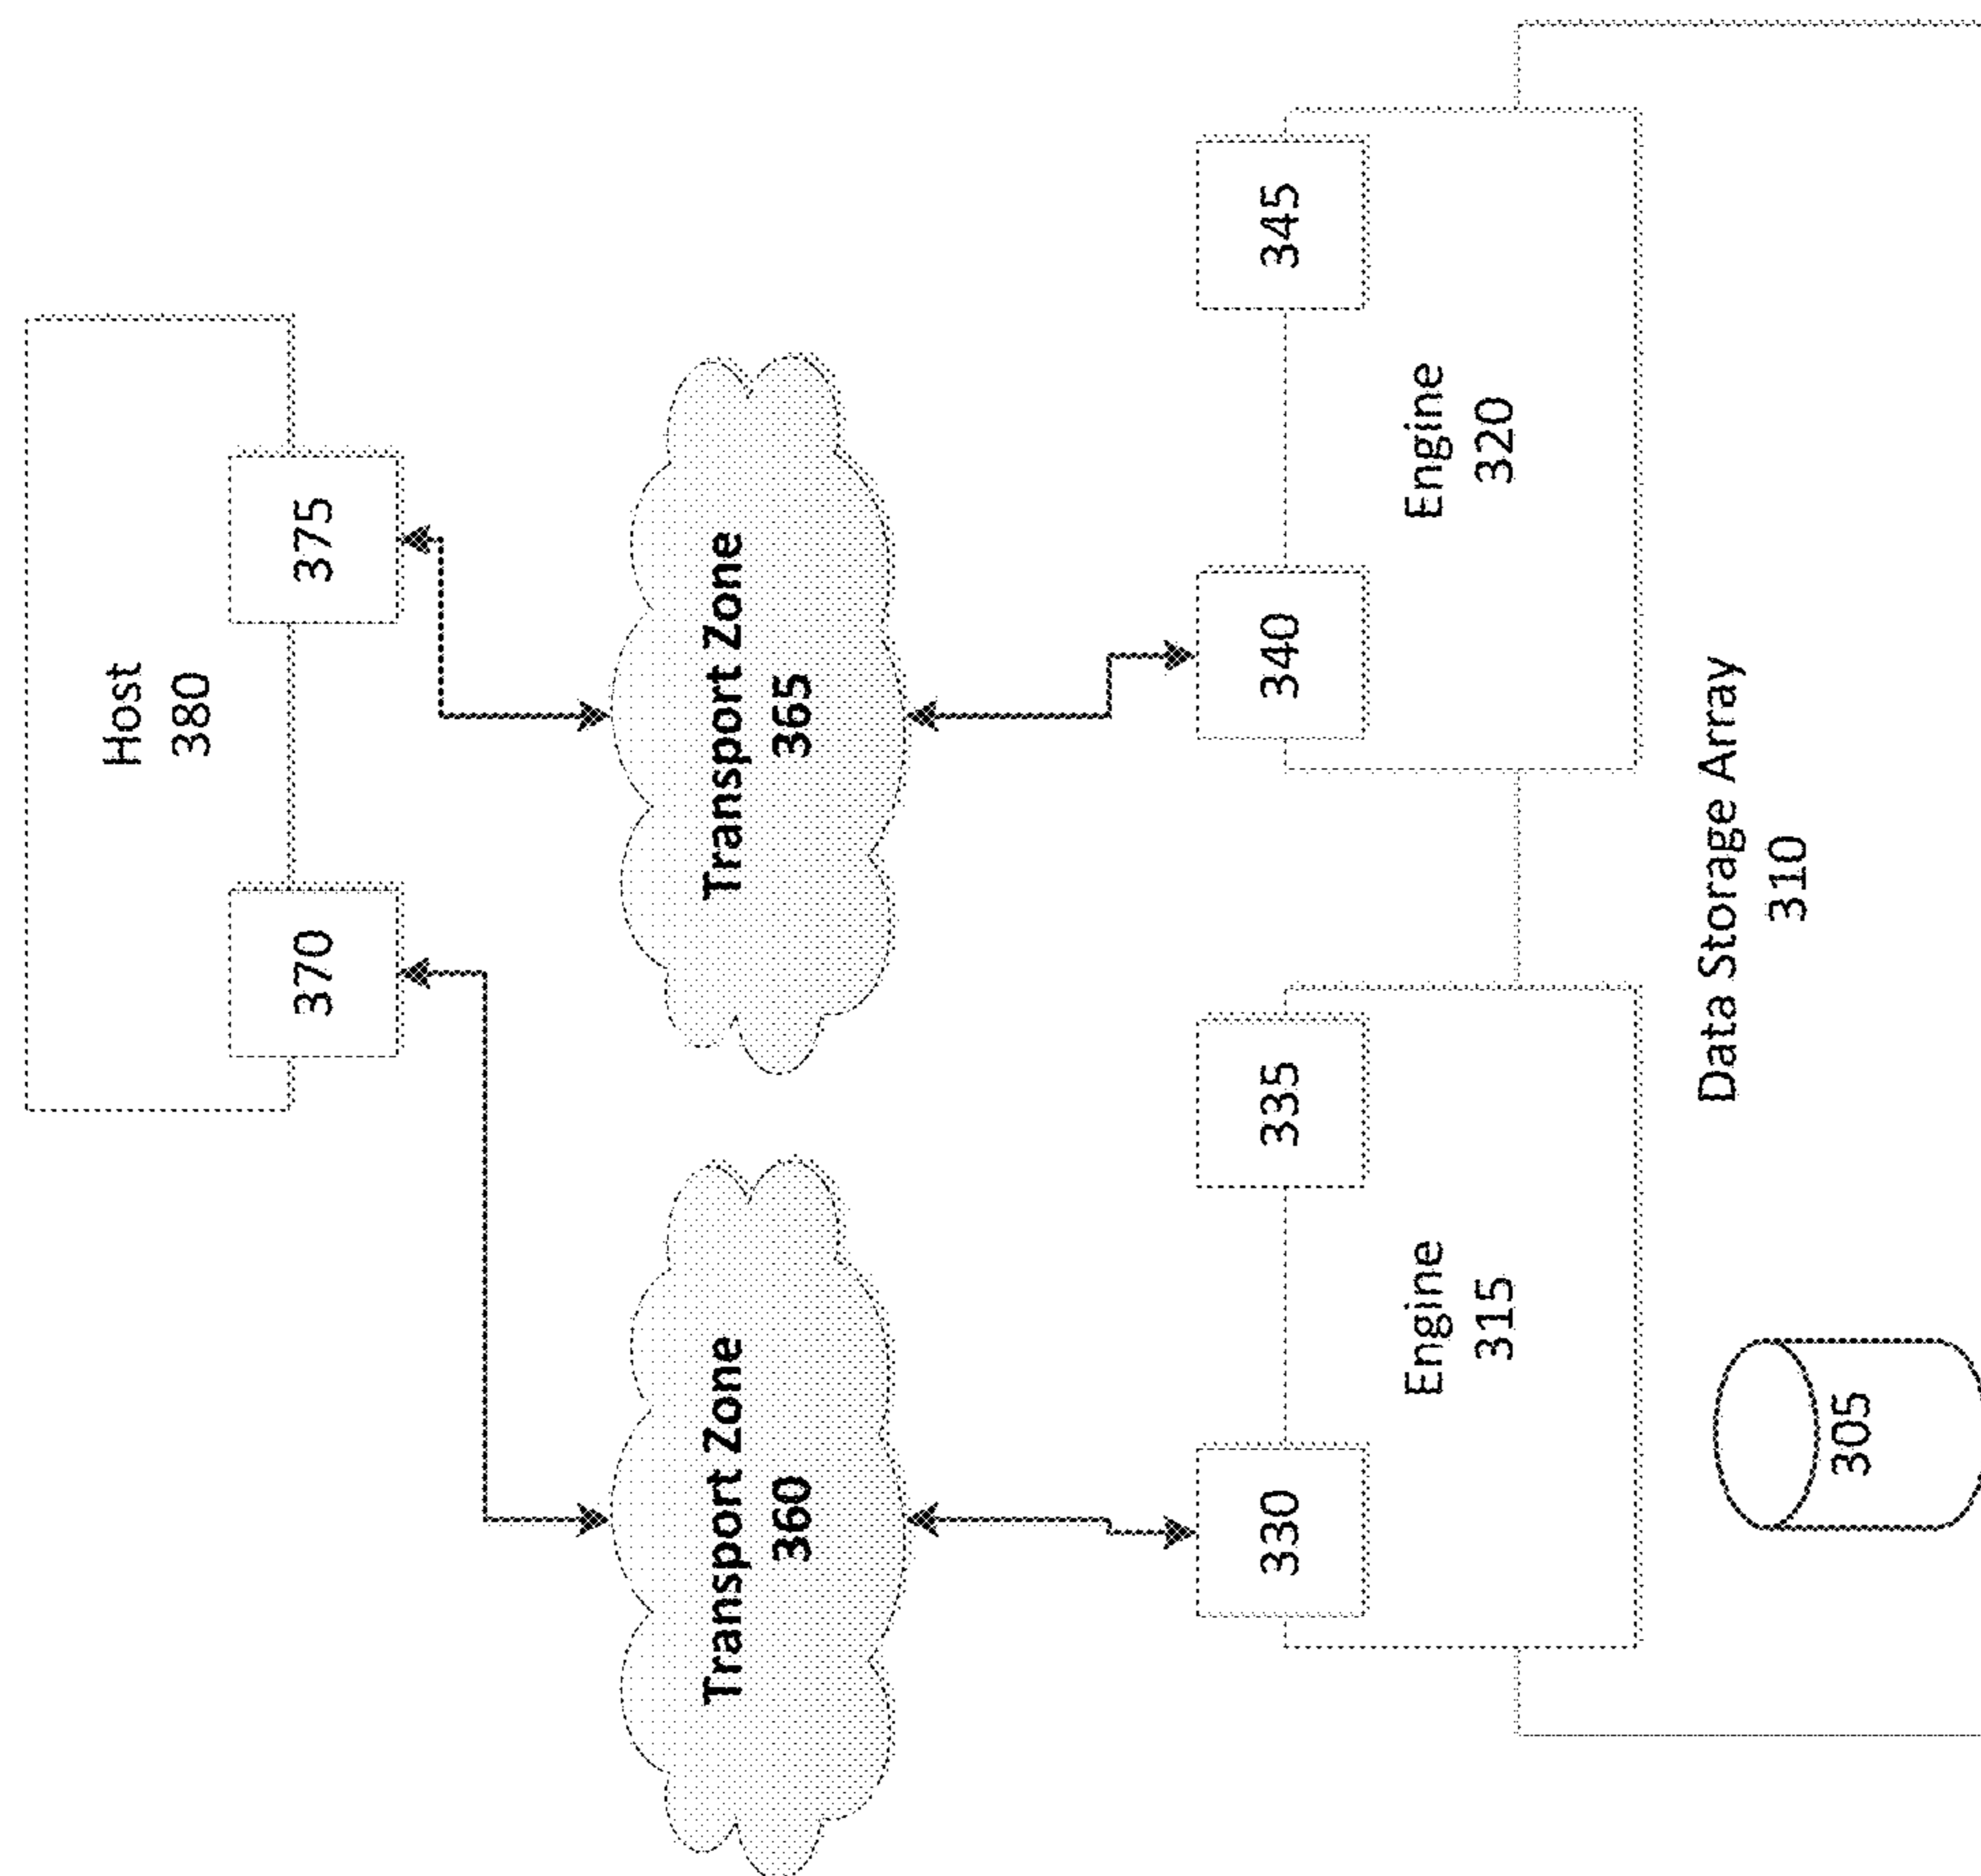 Host
380
370
375
Transport Zone
360
Transport Zone
365
330
335
340
345
Engine
315
Engine
320
Data Storage Array
310
305